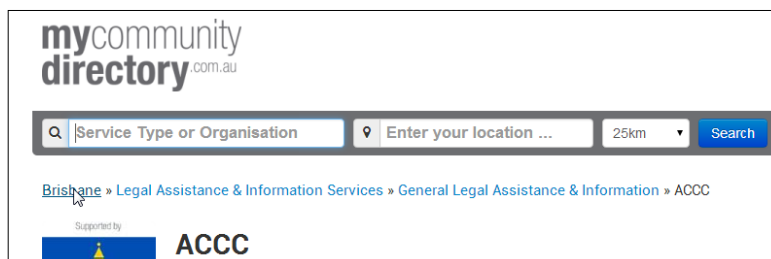 mycommunity
directory.com.au
Service Type or Organisation Enter your location ... 25km Search
Brisbane » Legal Assistance & Information Services » General Legal Assistance & Information » ACCC
Supported by
ACCC